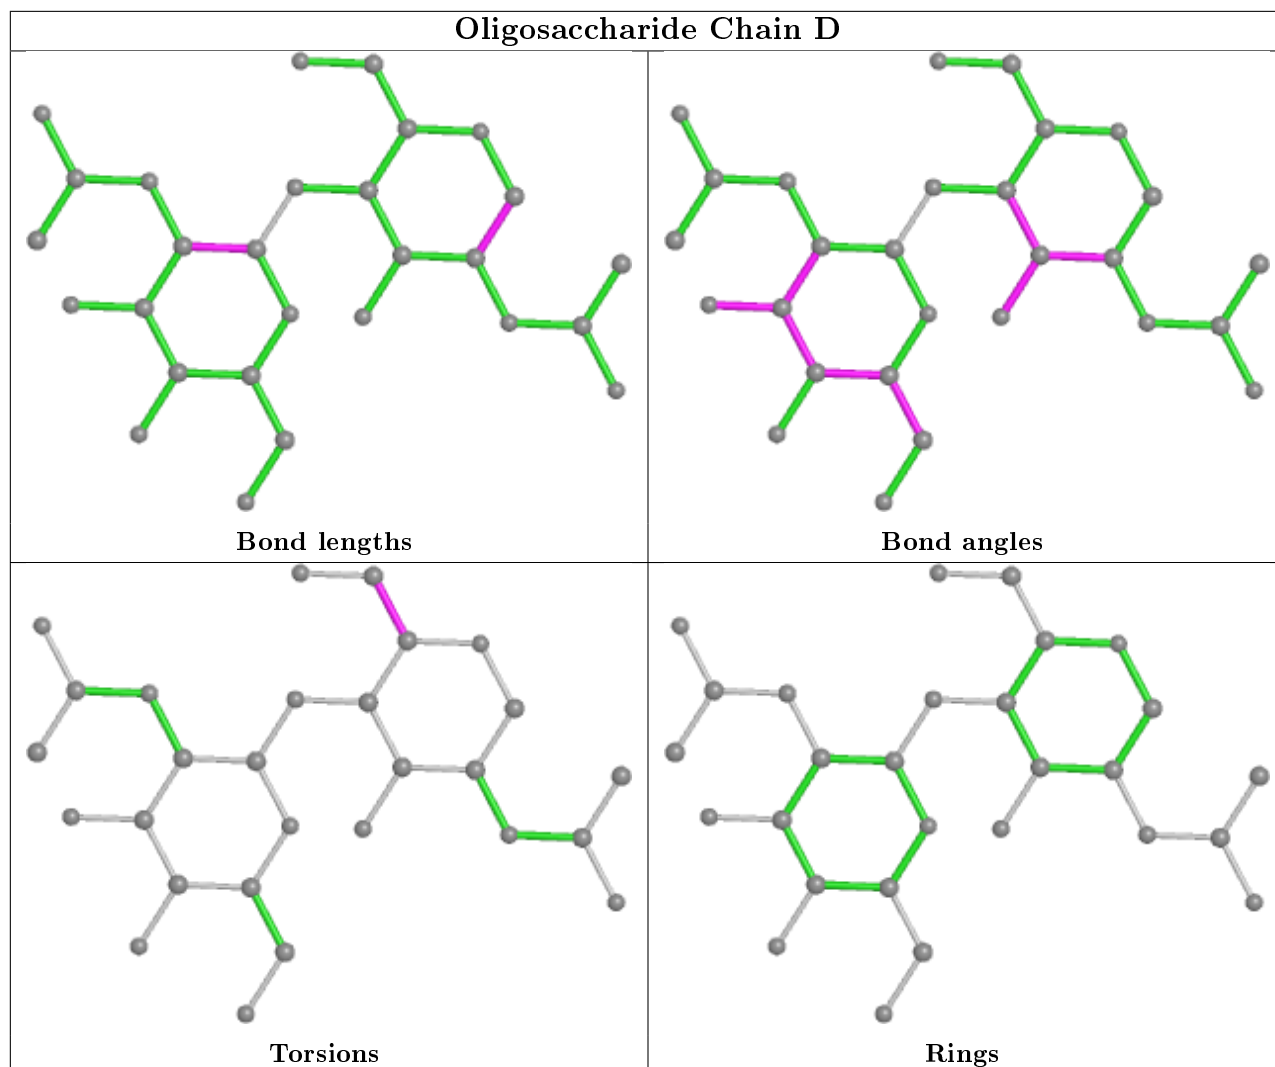 Oligosaccharide Chain D
Bond lengths
Bond angles
Torsions
Rings